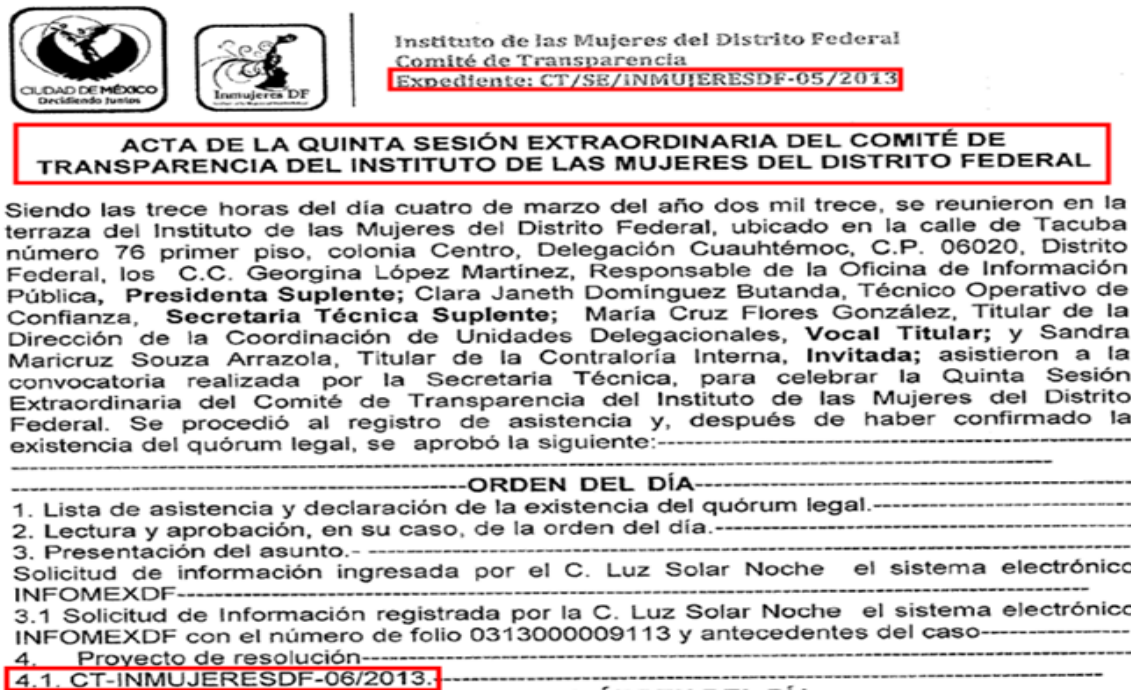 CIUDAD DE MÉXICO
Decidiendo Juntos
Inmujeres DF
Instituto de las Mujeres del Distrito Federal
Comité de Transparencia
Expediente: CT/SE/INMUJERESDF-05/2013
ACTA DE LA QUINTA SESIÓN EXTRAORDINARIA DEL COMITÉ DE
TRANSPARENCIA DEL INSTITUTO DE LAS MUJERES DEL DISTRITO FEDERAL
Siendo las trece horas del día cuatro de marzo del año dos mil trece, se reunieron en la
terraza del Instituto de las Mujeres del Distrito Federal, ubicado en la calle de Tacuba
número 76 primer piso, colonia Centro, Delegación Cuauhtémoc, C.P. 06020, Distrito
Federal, los C.C. Georgina López Martínez, Responsable de la Oficina de Información
Pública, Presidenta Suplente; Clara Janeth Domínguez Butanda, Técnico Operativo de
Confianza, Secretaria Técnica Suplente; María Cruz Flores González, Titular de la
Dirección de la Coordinación de Unidades Delegacionales, Vocal Titular; y Sandra
Maricruz Souza Arrazola, Titular de la Contraloría Interna, Invitada; asistieron a la
convocatoria realizada por la Secretaria Técnica, para celebrar la Quinta Sesión
Extraordinaria del Comité de Transparencia del Instituto de las Mujeres del Distrito
Federal. Se procedió al registro de asistencia y, después de haber confirmado la
existencia del quórum legal, se aprobó la siguiente:-----------------------------------
-----------------------------------------------------------------------------------
------------------------------------ORDEN DEL DÍA------------------------------------
1. Lista de asistencia y declaración de la existencia del quórum legal.-------------------
2. Lectura y aprobación, en su caso, de la orden del día.-------------------------------
3. Presentación del asunto.- ---------------------------------------------------------
Solicitud de información ingresada por el C. Luz Solar Noche el sistema electrónico
INFOMEXDF-----------------------------------------------------------------------
3.1 Solicitud de Información registrada por la C. Luz Solar Noche el sistema electrónico
INFOMEXDF con el número de folio 0313000009113 y antecedentes del caso------------
4. Proyecto de resolución-----------------------------------------------------------
4.1. CT-INMUJERESDF-06/2013.-----------------------------------------------------